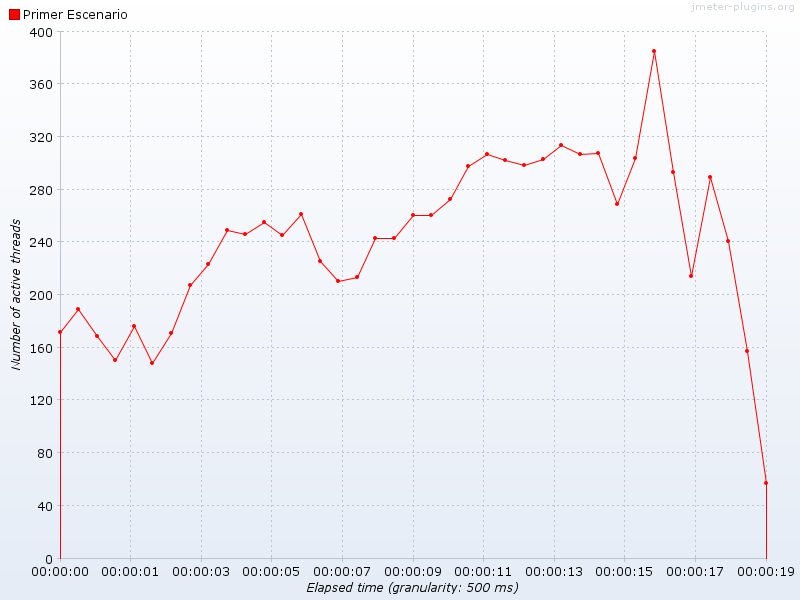 jmeter-plugins.org
Primer Escenario
400
360
320
280
240
200
160
120
80
40
0
Number of active threads
00:00:00 00:00:01 00:00:03 00:00:05 00:00:07 00:00:09 00:00:11 00:00:13 00:00:15 00:00:17 00:00:19
Elapsed time (granularity: 500 ms)